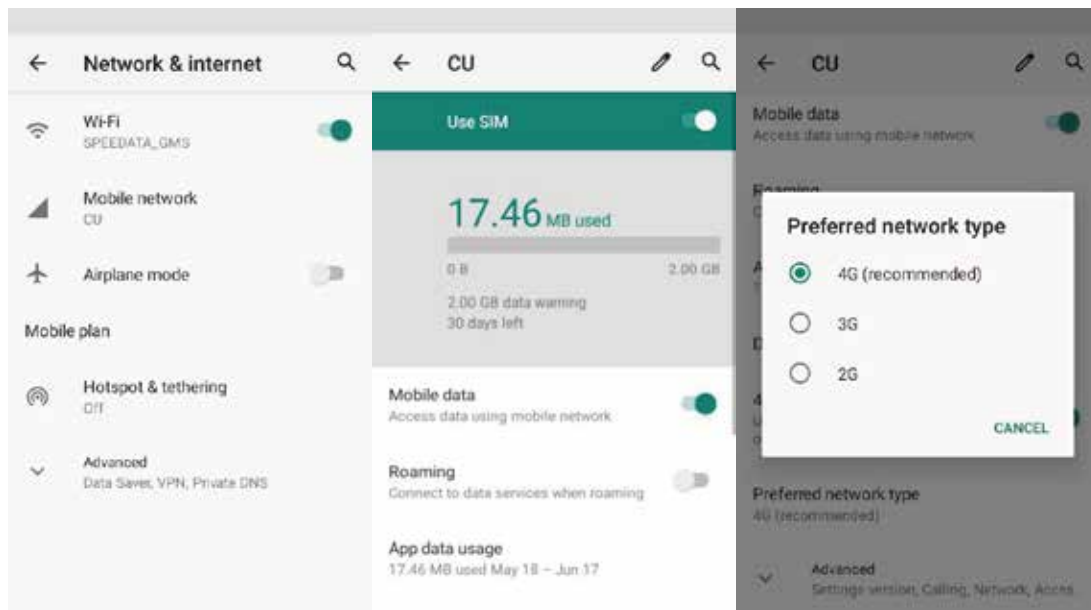 Network & internet
Wi-Fi
SPEEDATA_GMS
Mobile network
CU
Airplane mode
Mobile plan
Hotspot & tethering
Off
Advanced
Data Saver, VPN, Private DNS
CU
Use SIM
17.46 MB used
0 B
2.00 GB
2.00 GB data warning
30 days left
Mobile data
Access data using mobile network
Roaming
Connect to data services when roaming
App data usage
17.46 MB used May 18 – Jun 17
CU
Mobile data
Access data using mobile network
Roaming
Preferred network type
4G (recommended)
3G
2G
CANCEL
Preferred network type
4G (recommended)
Advanced
Settings version, Calling, Network, Acces